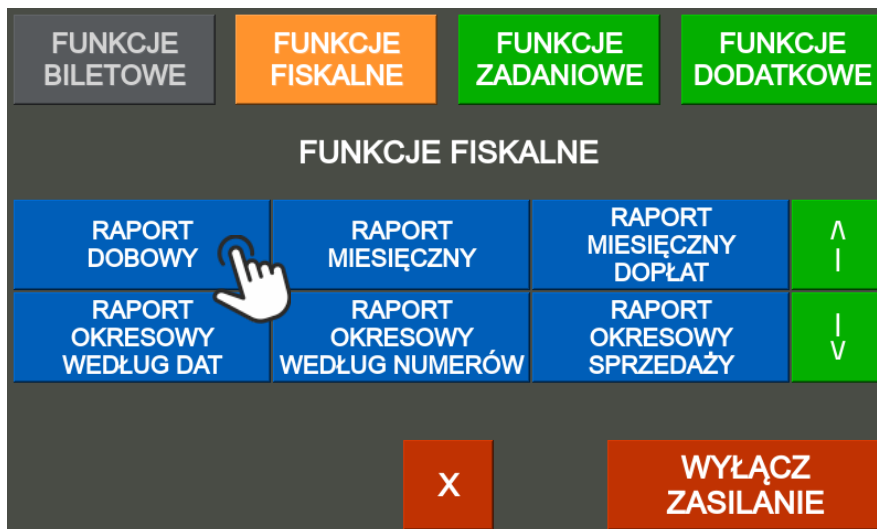 FUNKCJE
BILETOWE
FUNKCJE
FISKALNE
FUNKCJE
ZADANIOWE
FUNKCJE
DODATKOWE
FUNKCJE FISKALNE
RAPORT
DOBOWY
RAPORT
MIESIĘCZNY
RAPORT
MIESIĘCZNY
DOPŁAT
RAPORT
OKRESOWY
WEDŁUG DAT
RAPORT
OKRESOWY
WEDŁUG NUMERÓW
RAPORT
OKRESOWY
SPRZEDAŻY
X
WYŁĄCZ
ZASILANIE